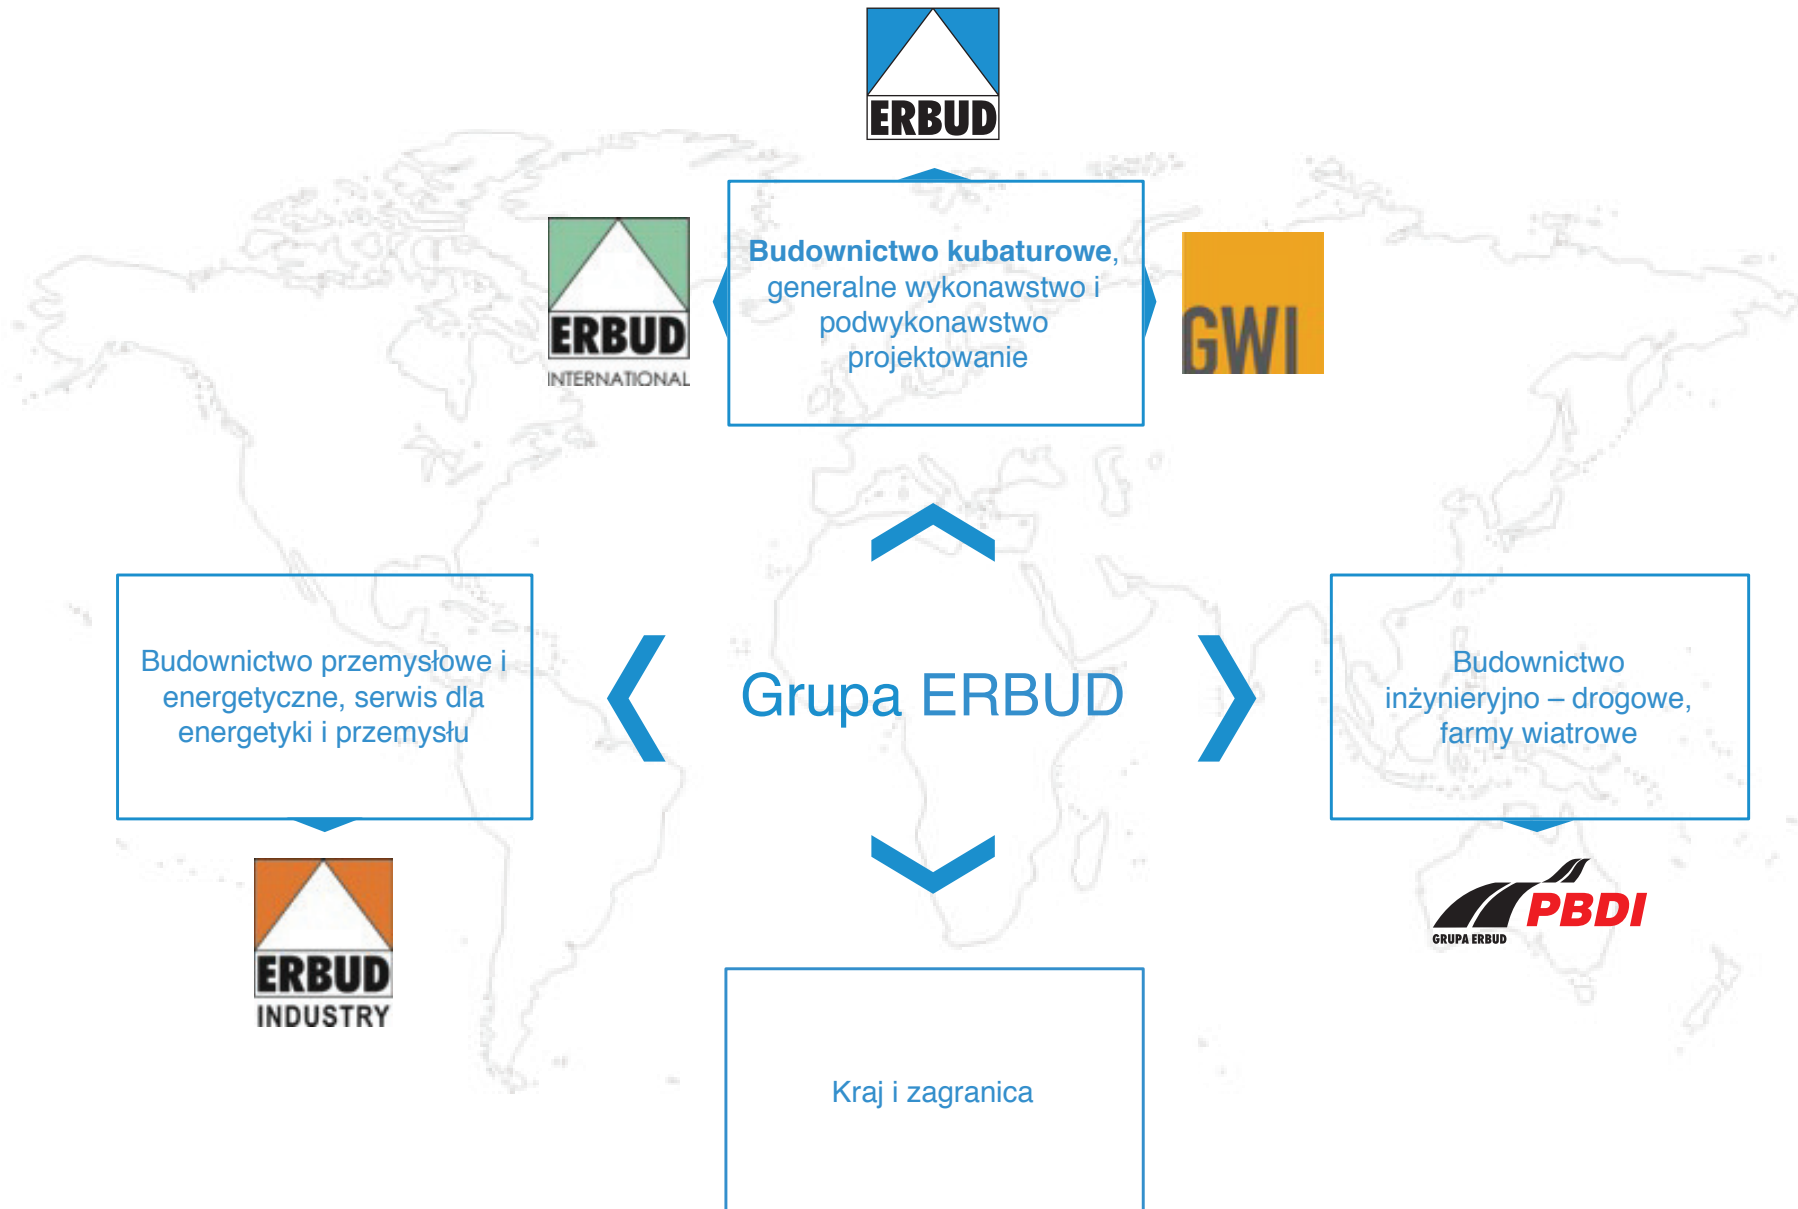 ERBUD
ERBUD
INTERNATIONAL
Budownictwo kubaturowe,
generalne wykonawstwo i
podwykonawstwo
projektowanie
GWI
Budownictwo przemysłowe i
energetyczne, serwis dla
energetyki i przemysłu
Grupa ERBUD
Budownictwo
inżynieryjno – drogowe,
farmy wiatrowe
ERBUD
INDUSTRY
PBDI
GRUPA ERBUD
Kraj i zagranica